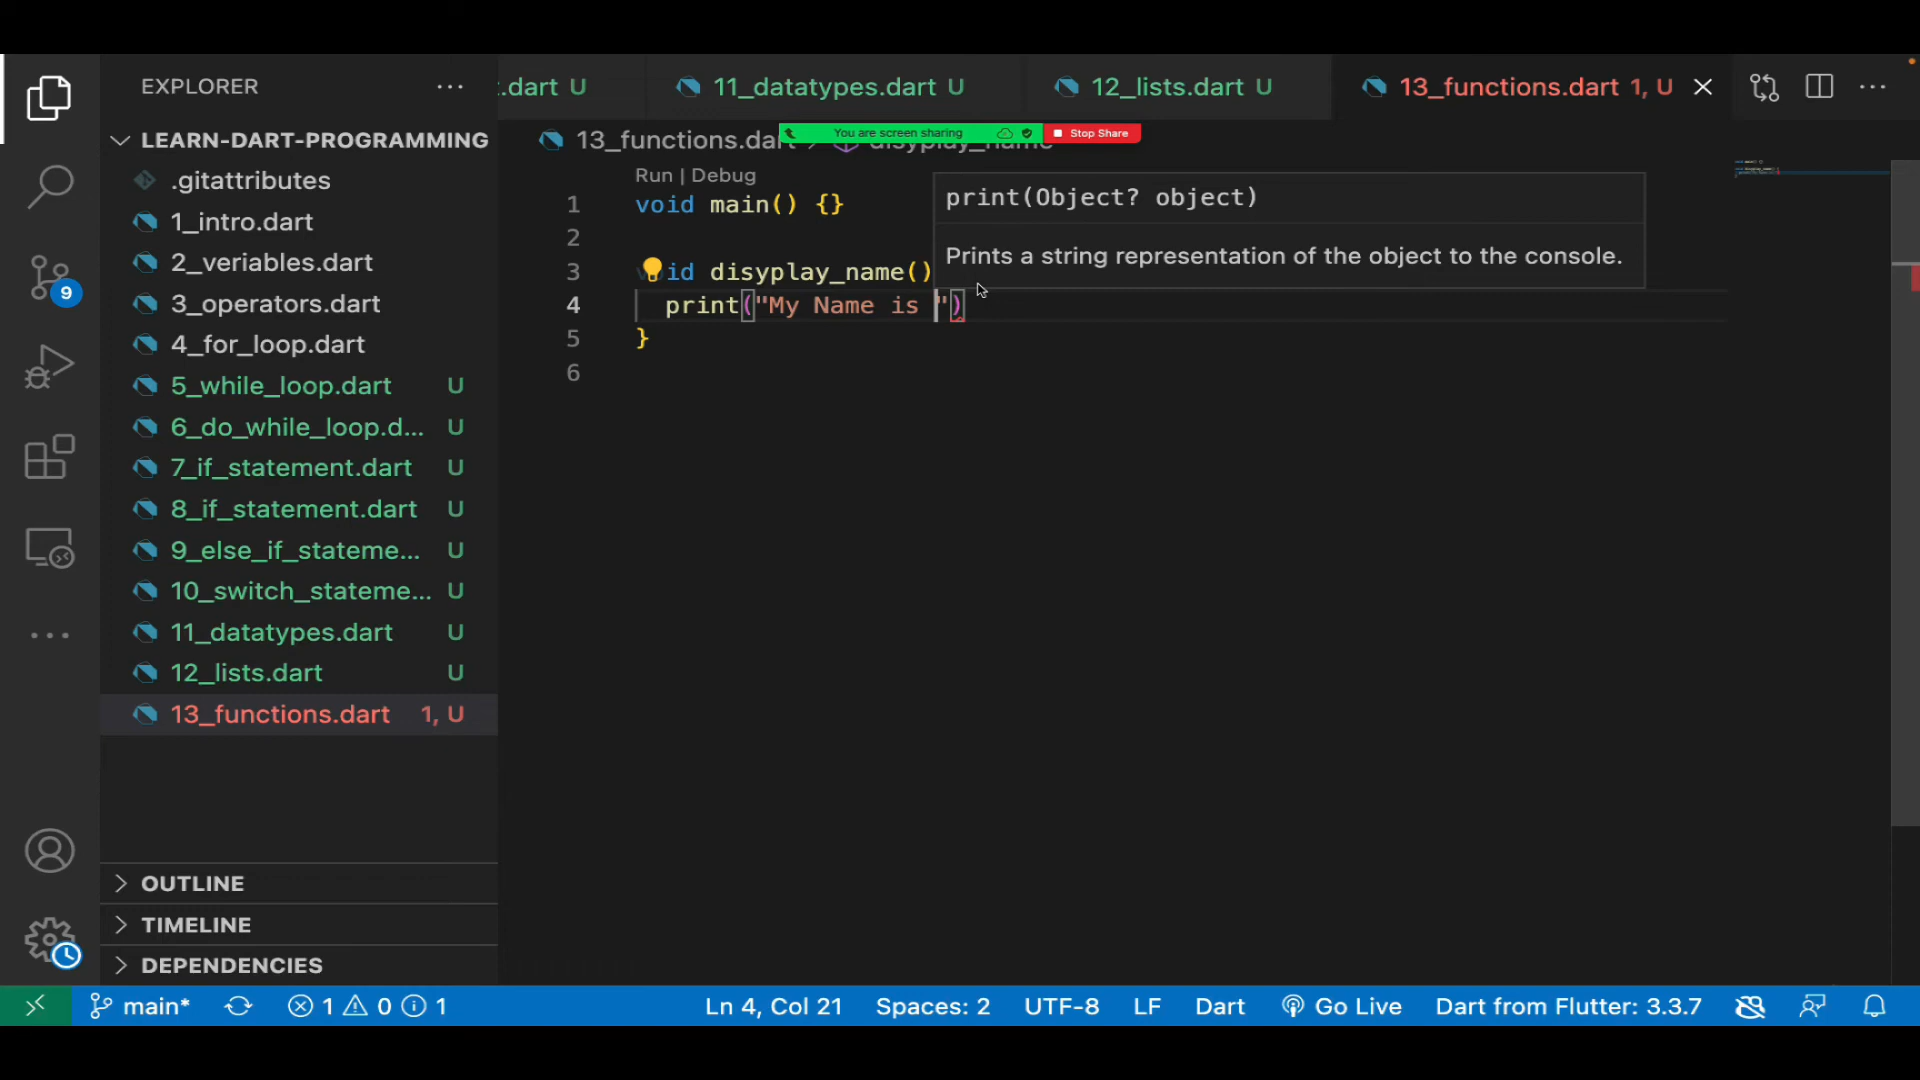 EXPLORER
.dart U
11_datatypes.dart U
12_lists.dart U
13_functions.dart 1, U
LEARN-DART-PROGRAMMING
.gitattributes
1_intro.dart
2_veriables.dart
3_operators.dart
4_for_loop.dart
5_while_loop.dart U
6_do_while_loop.d... U
7_if_statement.dart U
8_if_statement.dart U
9_else_if_stateme... U
10_switch_stateme... U
11_datatypes.dart U
12_lists.dart U
13_functions.dart 1, U
OUTLINE
TIMELINE
DEPENDENCIES
9
13_functions.dart > disyplay_name
You are screen sharing
Stop Share
Run | Debug
1 void main() {}
2
3 void disyplay_name()
4 print("My Name is ")
5 }
6
print(Object? object)
Prints a string representation of the object to the console.
main* 1 0 1
Ln 4, Col 21 Spaces: 2 UTF-8 LF Dart Go Live Dart from Flutter: 3.3.7